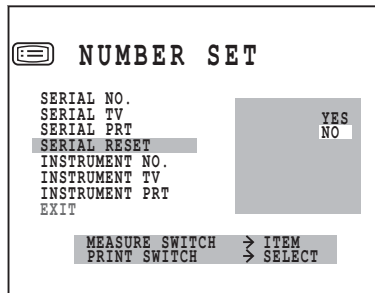 NUMBER SET
SERIAL NO.
SERIAL TV
SERIAL PRT
SERIAL RESET
INSTRUMENT NO.
INSTRUMENT TV
INSTRUMENT PRT
EXIT
YES
NO
MEASURE SWITCH → ITEM
PRINT SWITCH → SELECT